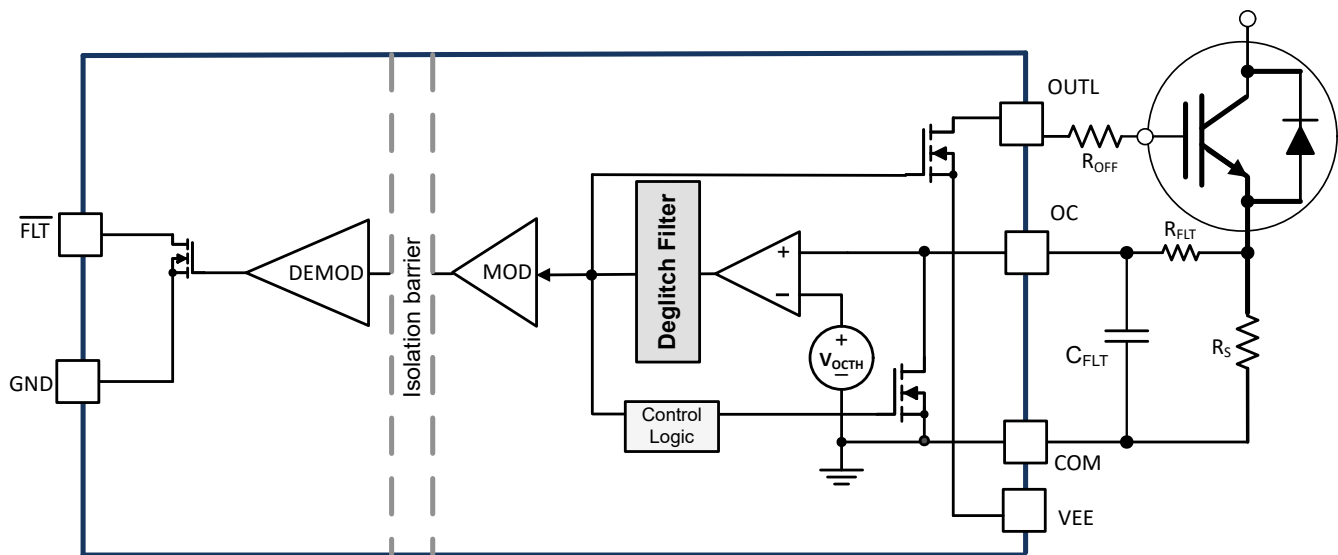 OUTL
R_OFF
FLT
OC
R_FLT
DEMOD
Isolation barrier
MOD
Deglitch Filter
+
−
+
V_OCTH
−
C_FLT
R_S
GND
Control
Logic
COM
VEE